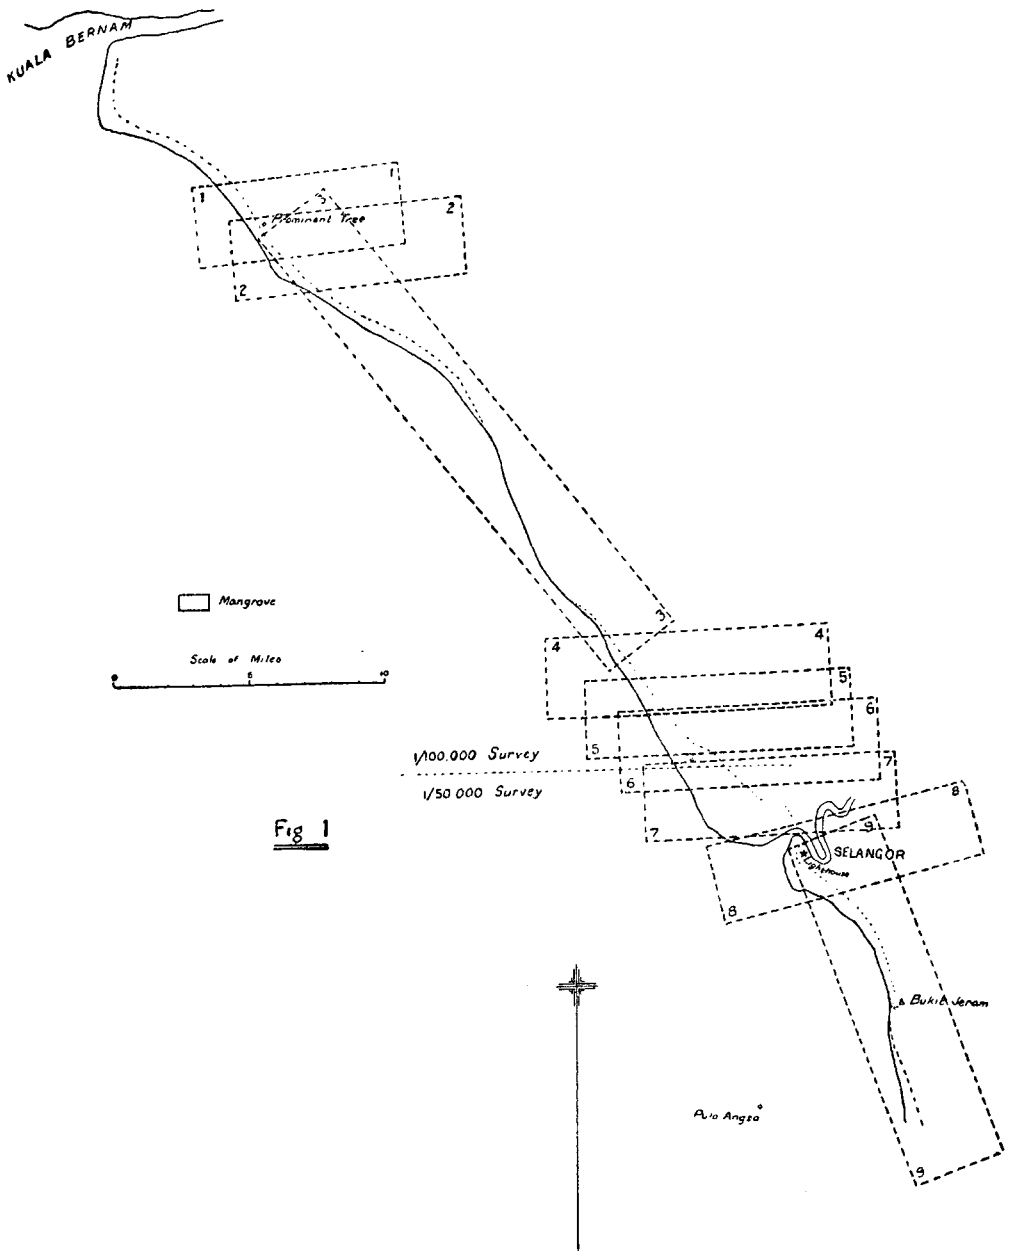 KUALA BERNAM
1
1
2
3
Prominent Tree
2
3
Mangrove
4
4
Scale of Miles
0
5
10
5
6
1/100.000 Survey
5
7
6
1/50 000 Survey
8
Fig 1
7
9
SELANGOR
Lighthouse
8
Bukit Jeram
Pulo Angsa
9